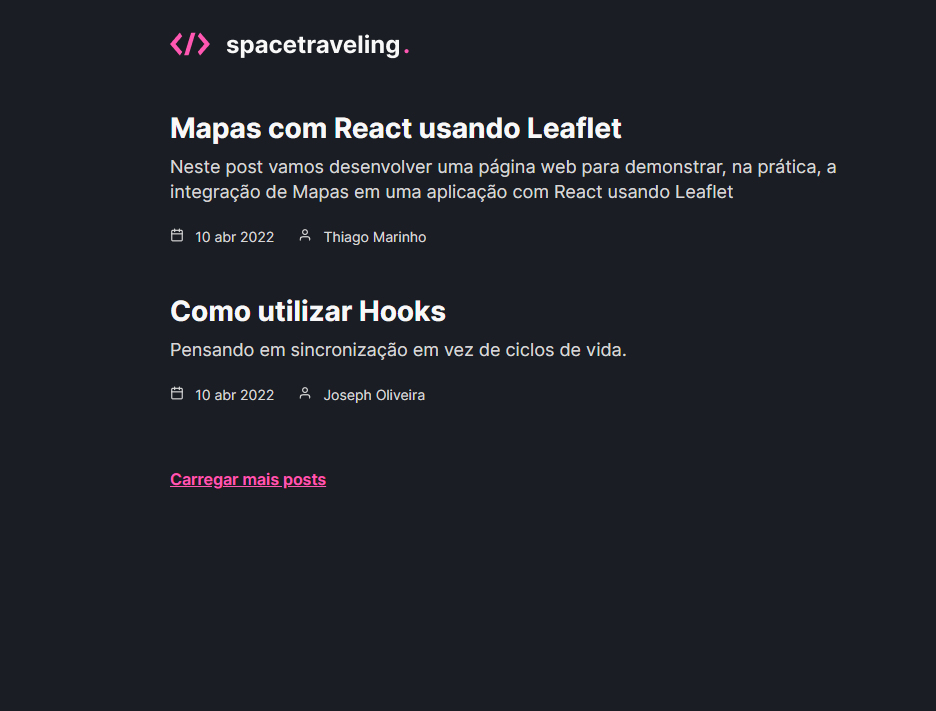 </> spacetraveling.
Mapas com React usando Leaflet
Neste post vamos desenvolver uma página web para demonstrar, na prática, a
integração de Mapas em uma aplicação com React usando Leaflet
10 abr 2022 Thiago Marinho
Como utilizar Hooks
Pensando em sincronização em vez de ciclos de vida.
10 abr 2022 Joseph Oliveira
Carregar mais posts